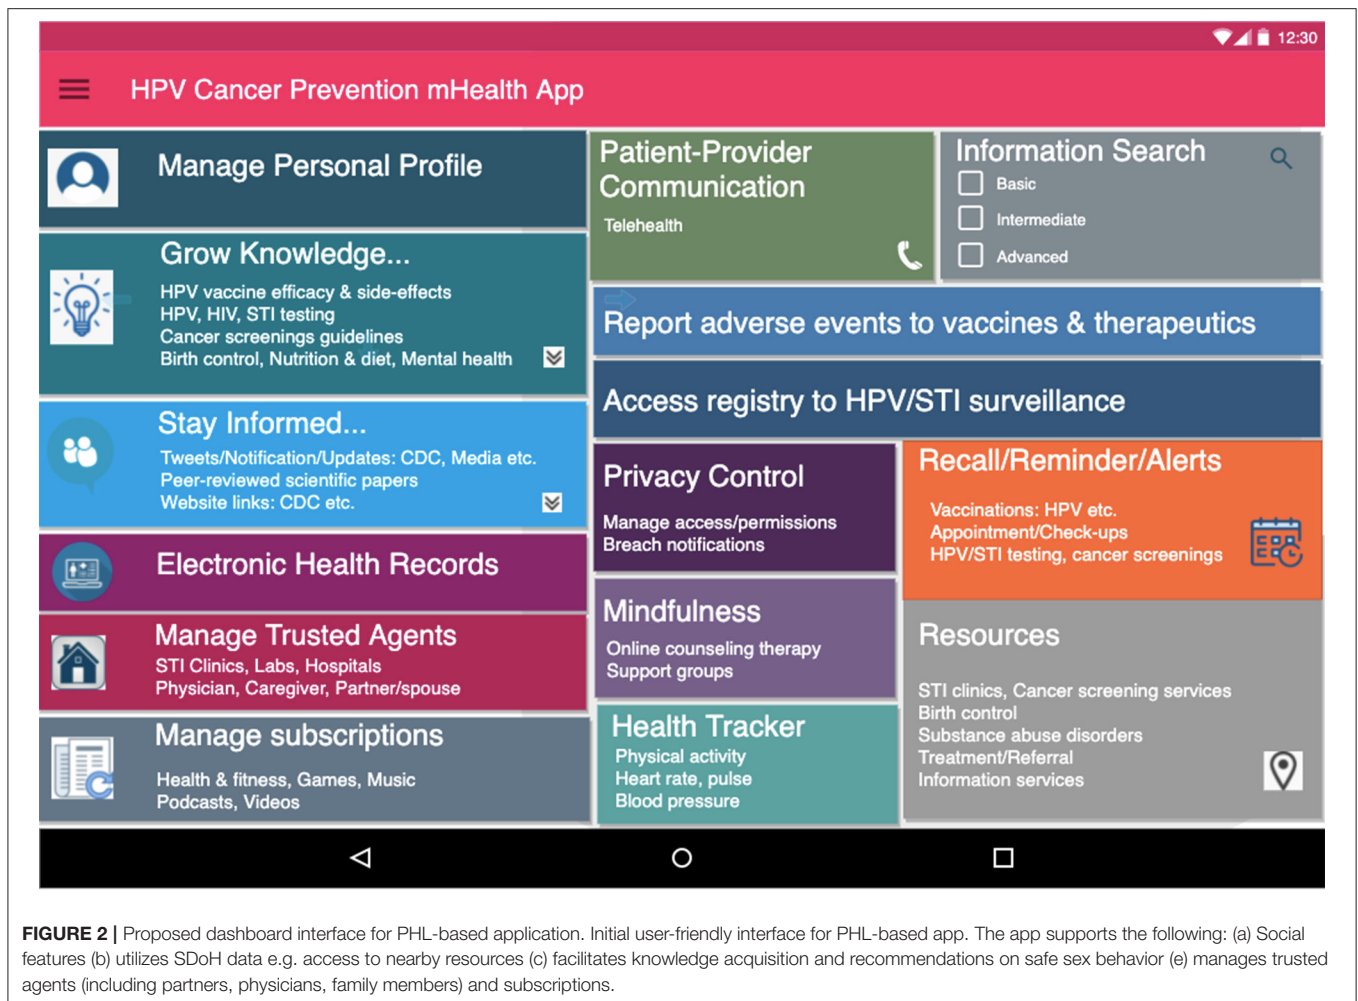 12:30
HPV Cancer Prevention mHealth App
Manage Personal Profile
Grow Knowledge...
HPV vaccine efficacy & side-effects
HPV, HIV, STI testing
Cancer screenings guidelines
Birth control, Nutrition & diet, Mental health
Stay Informed...
Tweets/Notification/Updates: CDC, Media etc.
Peer-reviewed scientific papers
Website links: CDC etc.
Electronic Health Records
Manage Trusted Agents
STI Clinics, Labs, Hospitals
Physician, Caregiver, Partner/spouse
Manage subscriptions
Health & fitness, Games, Music
Podcasts, Videos
Patient-Provider
Communication
Telehealth
Information Search
Basic
Intermediate
Advanced
Report adverse events to vaccines & therapeutics
Access registry to HPV/STI surveillance
Privacy Control
Manage access/permissions
Breach notifications
Mindfulness
Online counseling therapy
Support groups
Health Tracker
Physical activity
Heart rate, pulse
Blood pressure
Recall/Reminder/Alerts
Vaccinations: HPV etc.
Appointment/Check-ups
HPV/STI testing, cancer screenings
Resources
STI clinics, Cancer screening services
Birth control
Substance abuse disorders
Treatment/Referral
Information services
FIGURE 2 | Proposed dashboard interface for PHL-based application. Initial user-friendly interface for PHL-based app. The app supports the following: (a) Social
features (b) utilizes SDoH data e.g. access to nearby resources (c) facilitates knowledge acquisition and recommendations on safe sex behavior (e) manages trusted
agents (including partners, physicians, family members) and subscriptions.